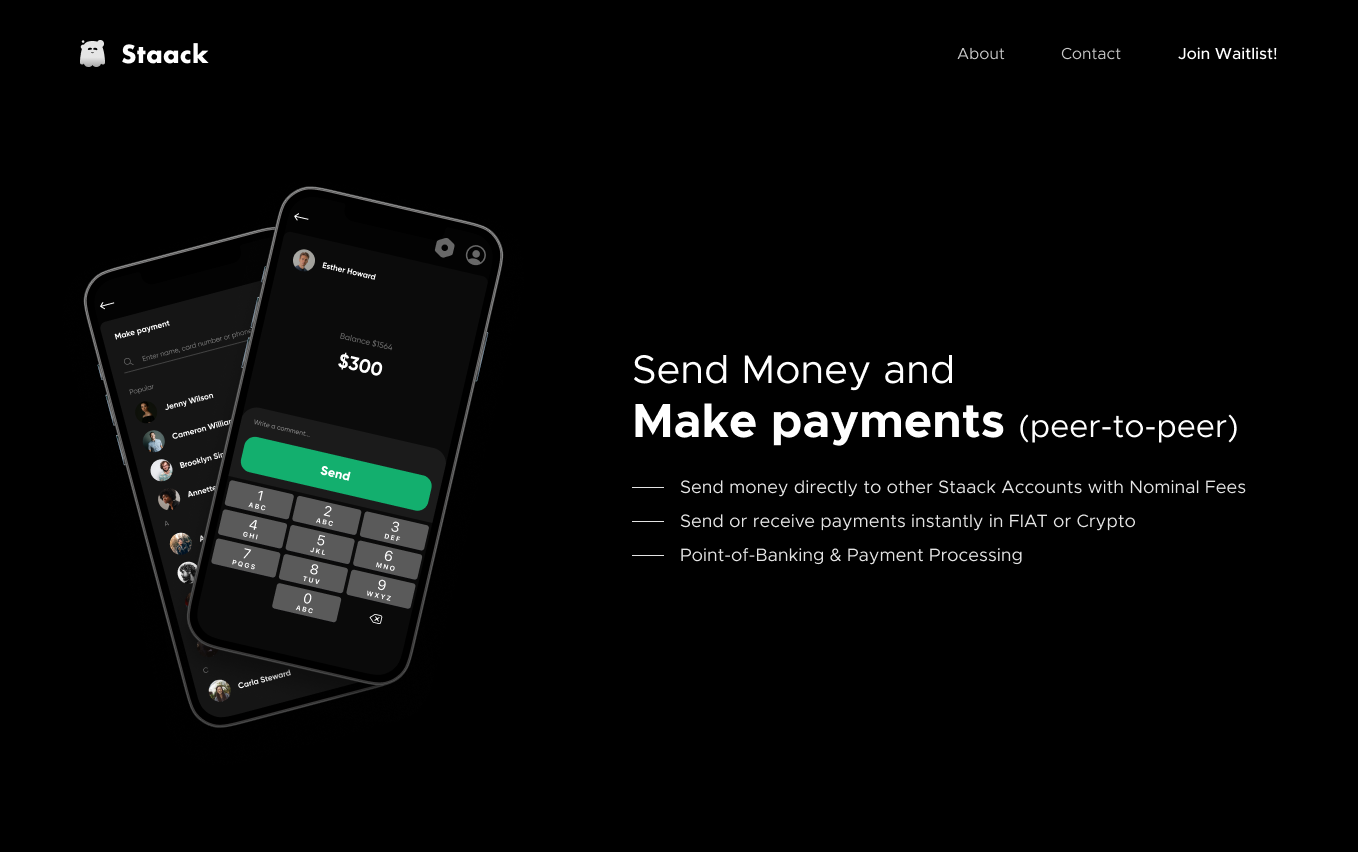 Staack
About
Contact
Join Waitlist!
Make payment
Enter name, card number or phone
Popular
Jenny Wilson
Cameron
Brooklyn
Annette
A
C
Carla Steward
Esther Howard
Balance $1564
$300
Write a comment...
Send
1
ABC
2
ABC
3
DEF
4
GHI
5
JKL
6
MNO
7
PQGS
8
TUV
9
WXYZ
0
ABC
Send Money and
Make payments (peer-to-peer)
Send money directly to other Staack Accounts with Nominal Fees
Send or receive payments instantly in FIAT or Crypto
Point-of-Banking & Payment Processing